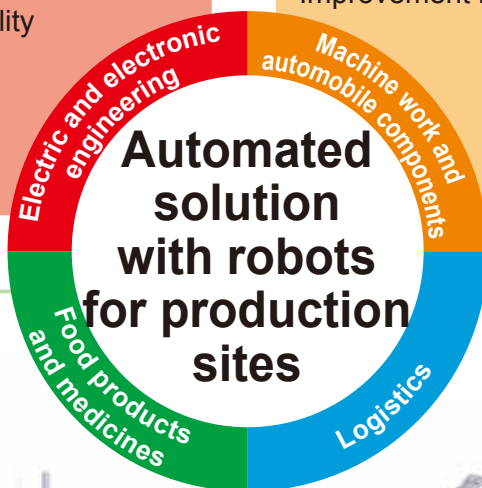 Electric and electronic
engineering
Machine work and
automobile components
Automated
solution
with robots
for production
sites
Food products
and medicines
Logistics